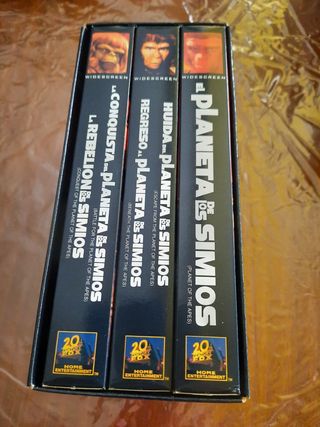 WIDESCREEN
LA CONQUISTA DEL PLANETA DE LOS SIMIOS
(BATTLE FOR THE PLANET OF THE APES)
LA REBELION DE LOS SIMIOS
(CONQUEST OF THE PLANET OF THE APES)
20th
CENTURY
FOX
HOME
ENTERTAINMENT
WIDESCREEN
HUIDA DEL PLANETA DE LOS SIMIOS
(ESCAPE FROM THE PLANET OF THE APES)
REGRESO AL PLANETA DE LOS SIMIOS
(BENEATH THE PLANET OF THE APES)
20th
CENTURY
FOX
HOME
ENTERTAINMENT
WIDESCREEN
EL PLANETA DE LOS SIMIOS
(PLANET OF THE APES)
20th
CENTURY
FOX
HOME
ENTERTAINMENT